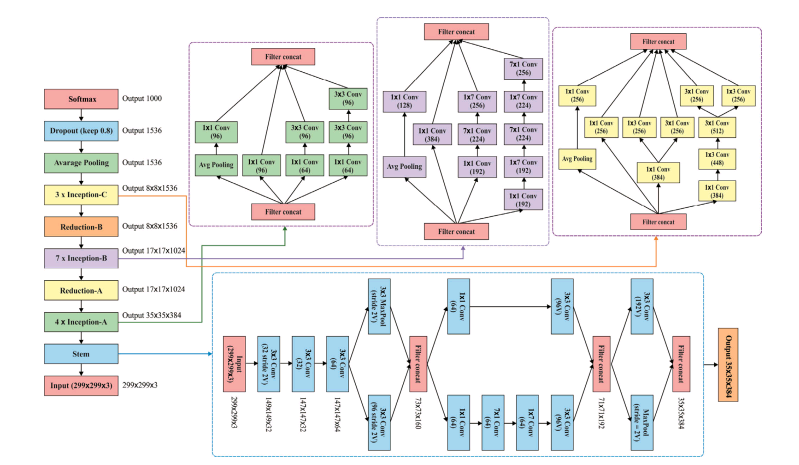 Softmax
Output 1000
Dropout (keep 0.8)
Output 1536
Avarage Pooling
Output 1536
3 x Inception-C
Output 8x8x1536
Reduction-B
Output 8x8x1536
7 x Inception-B
Output 17x17x1024
Reduction-A
Output 17x17x1024
4 x Inception-A
Output 35x35x384
Stem
Input (299x299x3)
299x299x3
Filter concat
3x3 Conv
(96)
1x1 Conv
(96)
3x3 Conv
(96)
3x3 Conv
(96)
Avg Pooling
1x1 Conv
(96)
1x1 Conv
(64)
1x1 Conv
(64)
Filter concat
Filter concat
7x1 Conv
(256)
1x1 Conv
(128)
1x7 Conv
(256)
1x7 Conv
(224)
1x1 Conv
(384)
7x1 Conv
(224)
7x1 Conv
(224)
Avg Pooling
1x1 Conv
(192)
1x7 Conv
(192)
1x1 Conv
(192)
Filter concat
Filter concat
1x1 Conv
(256)
3x1 Conv
(256)
1x3 Conv
(256)
1x1 Conv
(256)
1x3 Conv
(256)
3x1 Conv
(256)
3x1 Conv
(512)
Avg Pooling
1x3 Conv
(448)
1x1 Conv
(384)
1x1 Conv
(384)
Filter concat
Input
(299x299x3)
299x299x3
3x3 Conv
(32 stride 2V)
149x149x32
3x3 Conv
(32)
147x147x32
3x3 Conv
(64)
147x147x64
3x3 MaxPool
(stride 2V)
3x3 Conv
(96 stride 2V)
Filter concat
73x73x160
1x1 Conv
(64)
3x3 Conv
(96V)
1x1 Conv
(64)
7x1 Conv
(64)
1x7 Conv
(64)
3x3 Conv
(96V)
Filter concat
71x71x192
3x3 Conv
(192V)
MaxPool
(stride = 2V)
Filter concat
35x35x384
Output 35x35x384